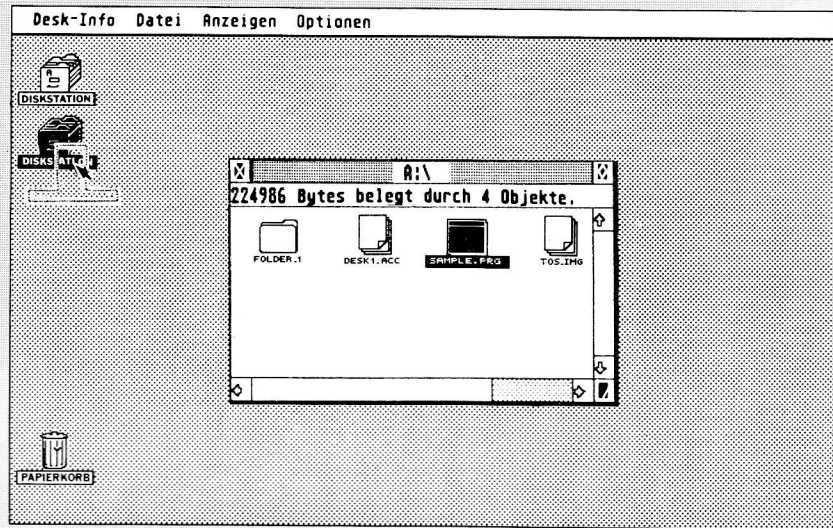 Desk-Info Datei Anzeigen Optionen
A
DISKSTATION
DISKSTATION
A:\
224986 Bytes belegt durch 4 Objekte.
FOLDER.1 DESK1.ACC SAMPLE.PRG TOS.IMG
PAPIERKORB